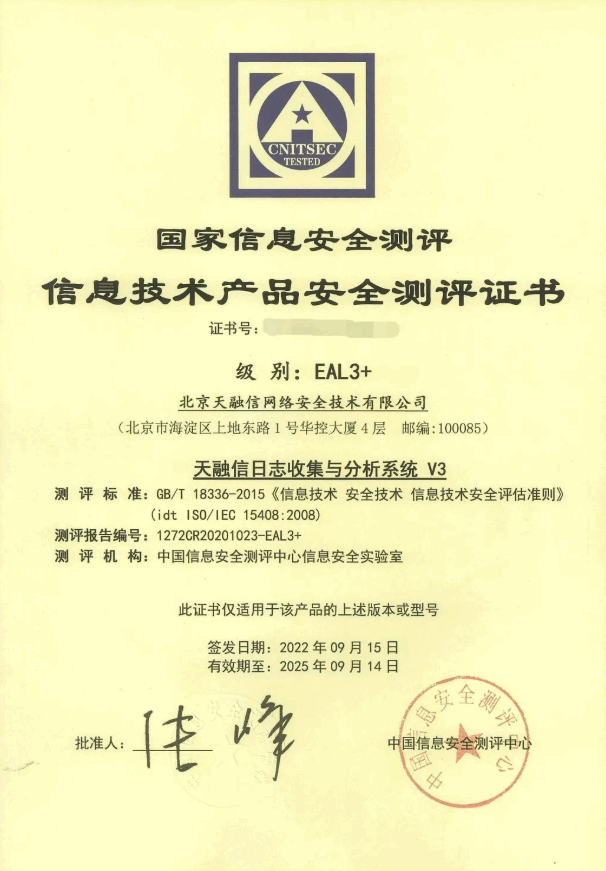 CNITSEC
TESTED
国家信息安全测评
信息技术产品安全测评证书
证书号：
级 别：EAL3+
北京天融信网络安全技术有限公司
（北京市海淀区上地东路1号华控大厦4层 邮编:100085）
天融信日志收集与分析系统 V3
测 评 标 准：GB/T 18336-2015《信息技术 安全技术 信息技术安全评估准则》
(idt ISO/IEC 15408:2008)
测评报告编号：1272CR20201023-EAL3+
测 评 机 构：中国信息安全测评中心信息安全实验室
此证书仅适用于该产品的上述版本或型号
签发日期：2022年09月15日
有效期至：2025年09月14日
批准人：
中国信息安全测评中心
中国信息安全测评中心